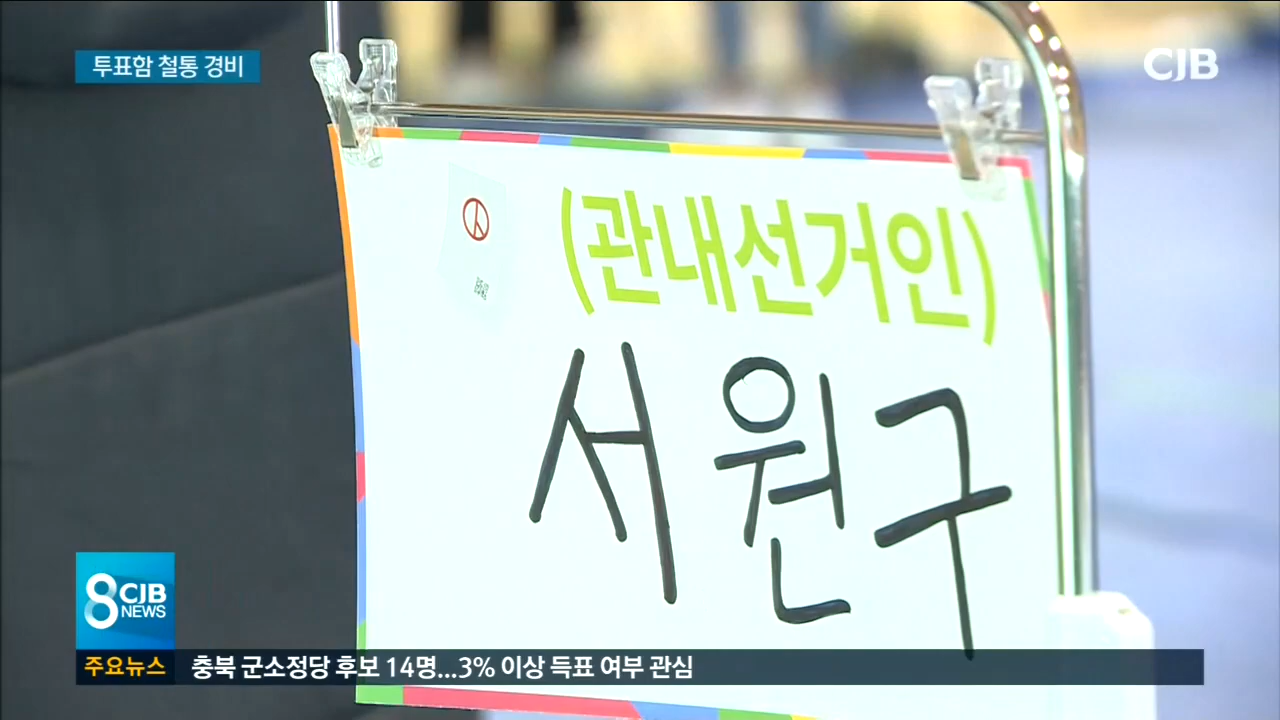 투표함 철통 경비
CJB
(관내선거인)
서원구
8 CJB
NEWS
주요뉴스 충북 군소정당 후보 14명...3% 이상 득표 여부 관심